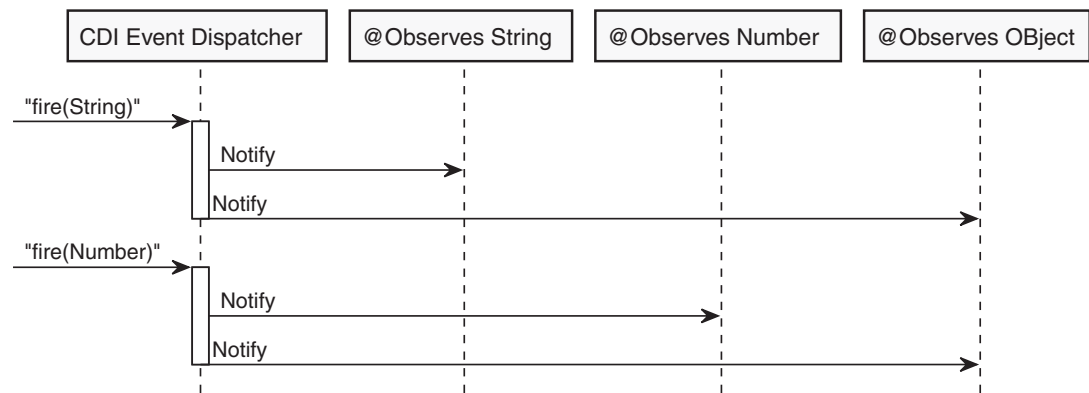 CDI Event Dispatcher
@Observes String
@Observes Number
@Observes OBject
"fire(String)"
Notify
Notify
"fire(Number)"
Notify
Notify